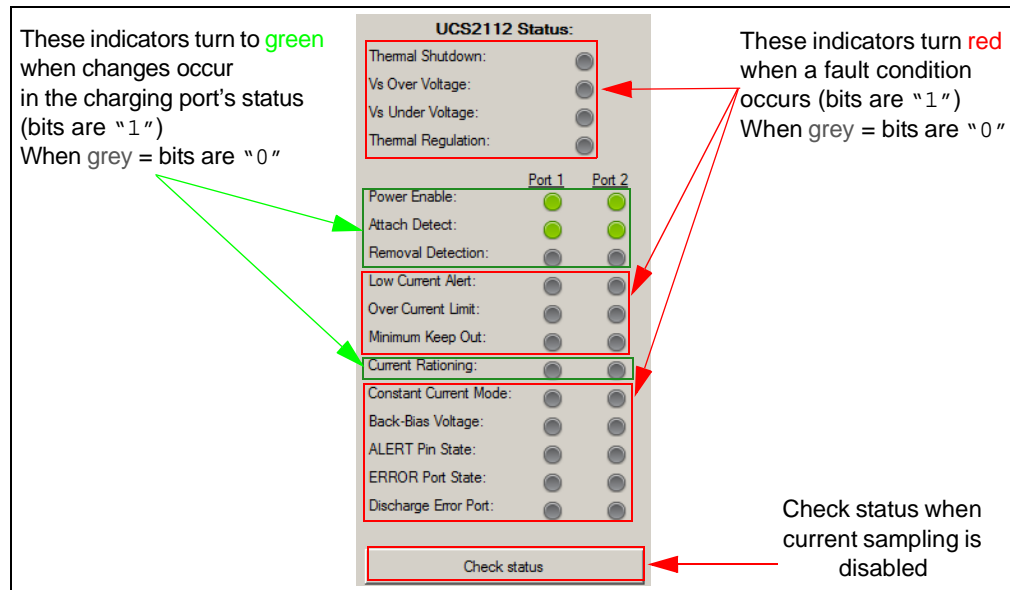 These indicators turn to green
when changes occur
in the charging port's status
(bits are "1")
When grey = bits are "0"
UCS2112 Status:
Thermal Shutdown:
Vs Over Voltage:
Vs Under Voltage:
Thermal Regulation:
Port 1 Port 2
Power Enable:
Attach Detect:
Removal Detection:
Low Current Alert:
Over Current Limit:
Minimum Keep Out:
Current Rationing:
Constant Current Mode:
Back-Bias Voltage:
ALERT Pin State:
ERROR Port State:
Discharge Error Port:
Check status
These indicators turn red
when a fault condition
occurs (bits are "1")
When grey = bits are "0"
Check status when
current sampling is
disabled